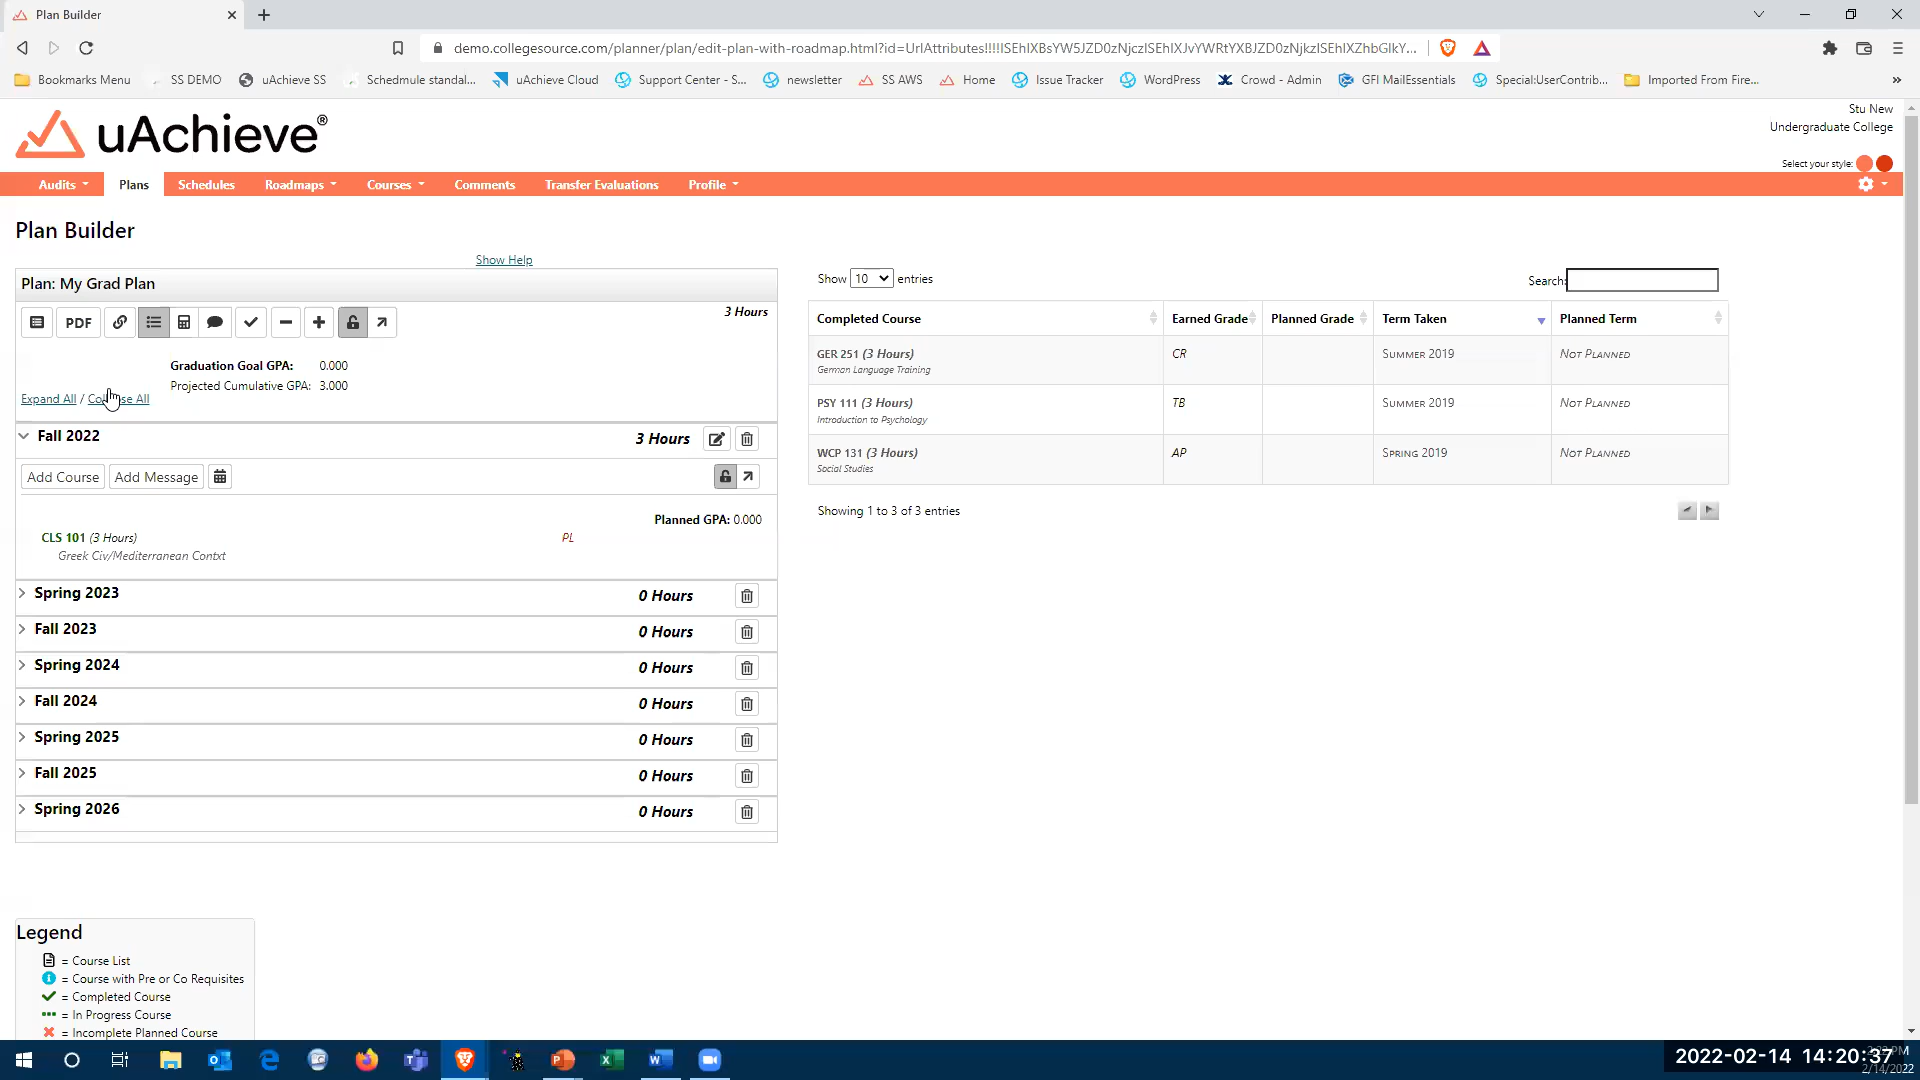 Plan Builder
demo.collegesource.com/planner/plan/edit-plan-with-roadmap.html?id=UrlAttributes!!!!ISEhIXBsYW5JZD0zNjczISEhIXJvYWRtYXBJZD0zNjkzISEhIXZhbGlkY...
Bookmarks Menu SS DEMO uAchieve SS Schedmule standal... uAchieve Cloud Support Center - S... newsletter SS AWS Home Issue Tracker WordPress Crowd - Admin GFI MailEssentials Special:UserContrib... Imported From Fire... »
uAchieve®
Stu New
Undergraduate College
Select your style:
Audits Plans Schedules Roadmaps Courses Comments Transfer Evaluations Profile
Plan Builder
Show Help
Plan: My Grad Plan
PDF
3 Hours
Graduation Goal GPA: 0.000
Projected Cumulative GPA: 3.000
Expand All / Collapse All
Fall 2022 3 Hours
Add Course Add Message
Planned GPA: 0.000
CLS 101 (3 Hours) PL
Greek Civ/Mediterranean Contxt
Spring 2023 0 Hours
Fall 2023 0 Hours
Spring 2024 0 Hours
Fall 2024 0 Hours
Spring 2025 0 Hours
Fall 2025 0 Hours
Spring 2026 0 Hours
Show 10 entries
Search:
Completed Course Earned Grade Planned Grade Term Taken Planned Term
GER 251 (3 Hours) CR SUMMER 2019 NOT PLANNED
German Language Training
PSY 111 (3 Hours) TB SUMMER 2019 NOT PLANNED
Introduction to Psychology
WCP 131 (3 Hours) AP SPRING 2019 NOT PLANNED
Social Studies
Showing 1 to 3 of 3 entries
Legend
= Course List
= Course with Pre or Co Requisites
= Completed Course
= In Progress Course
= Incomplete Planned Course
2022-02-14 14:20:37
2/14/2022